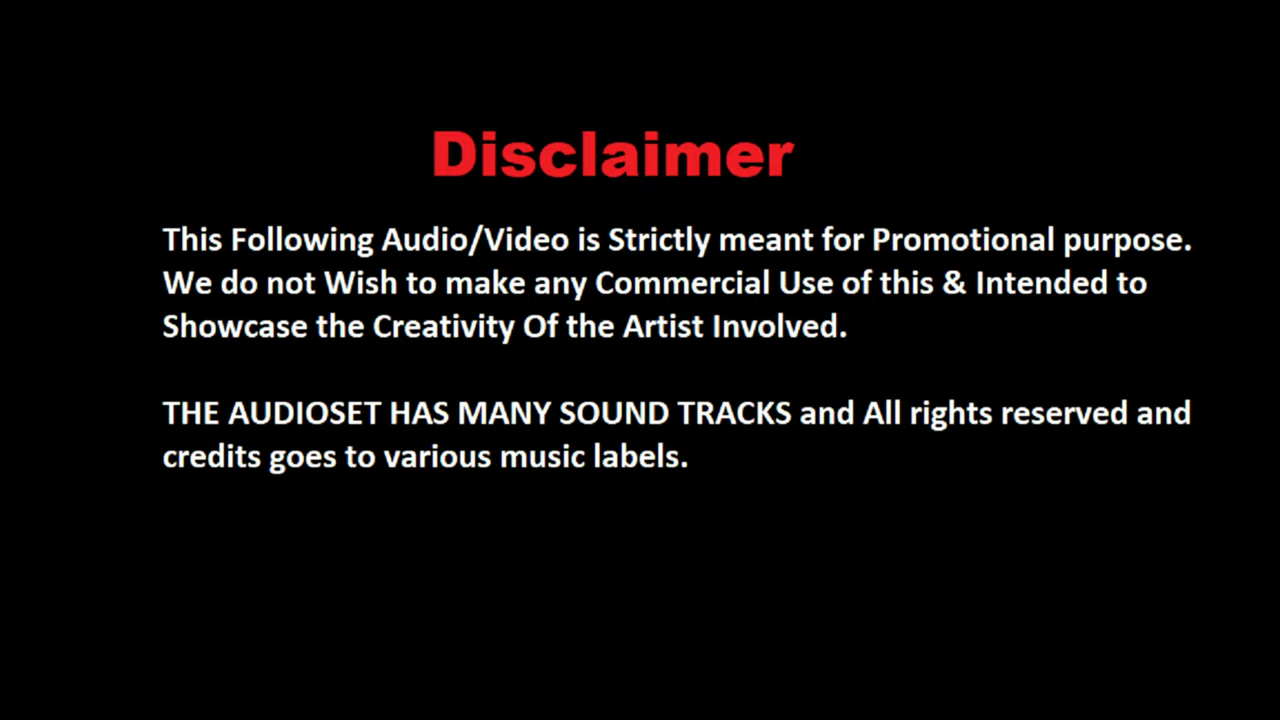 Disclaimer
This Following Audio/Video is Strictly meant for Promotional purpose.
We do not Wish to make any Commercial Use of this & Intended to
Showcase the Creativity Of the Artist Involved.
THE AUDIOSET HAS MANY SOUND TRACKS and All rights reserved and
credits goes to various music labels.